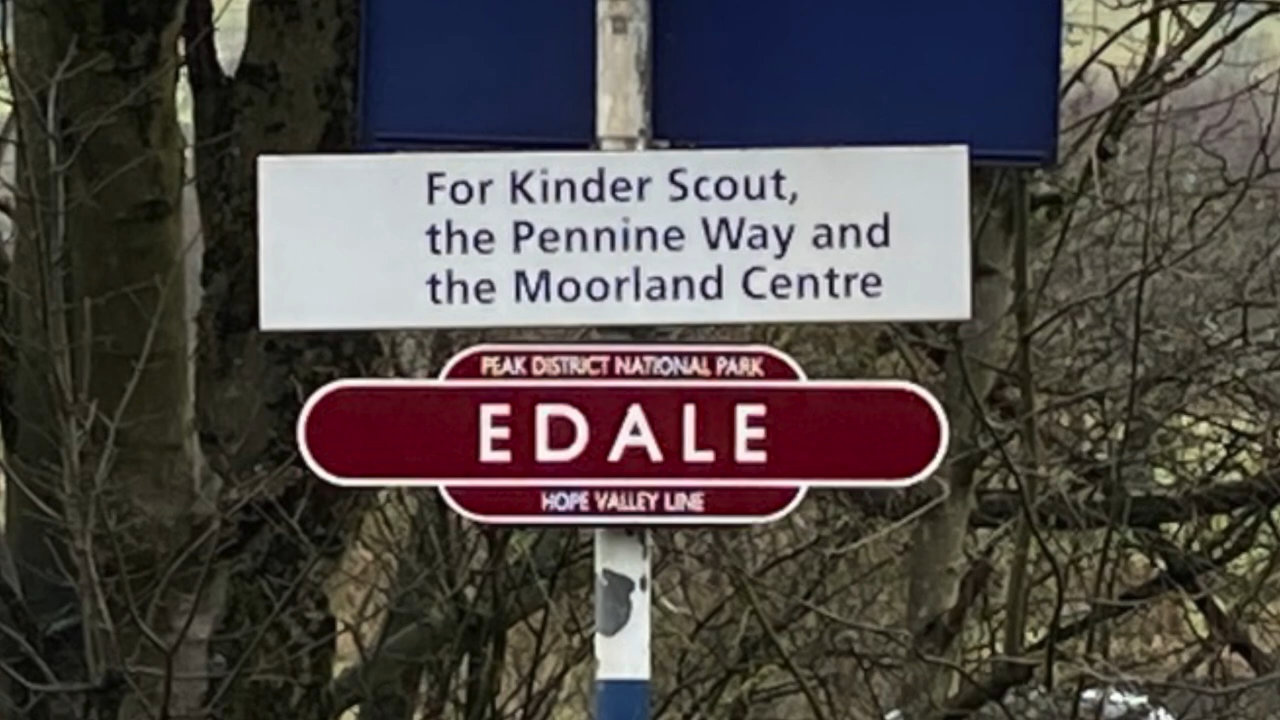 For Kinder Scout,
the Pennine Way and
the Moorland Centre
PEAK DISTRICT NATIONAL PARK
EDALE
HOPE VALLEY LINE